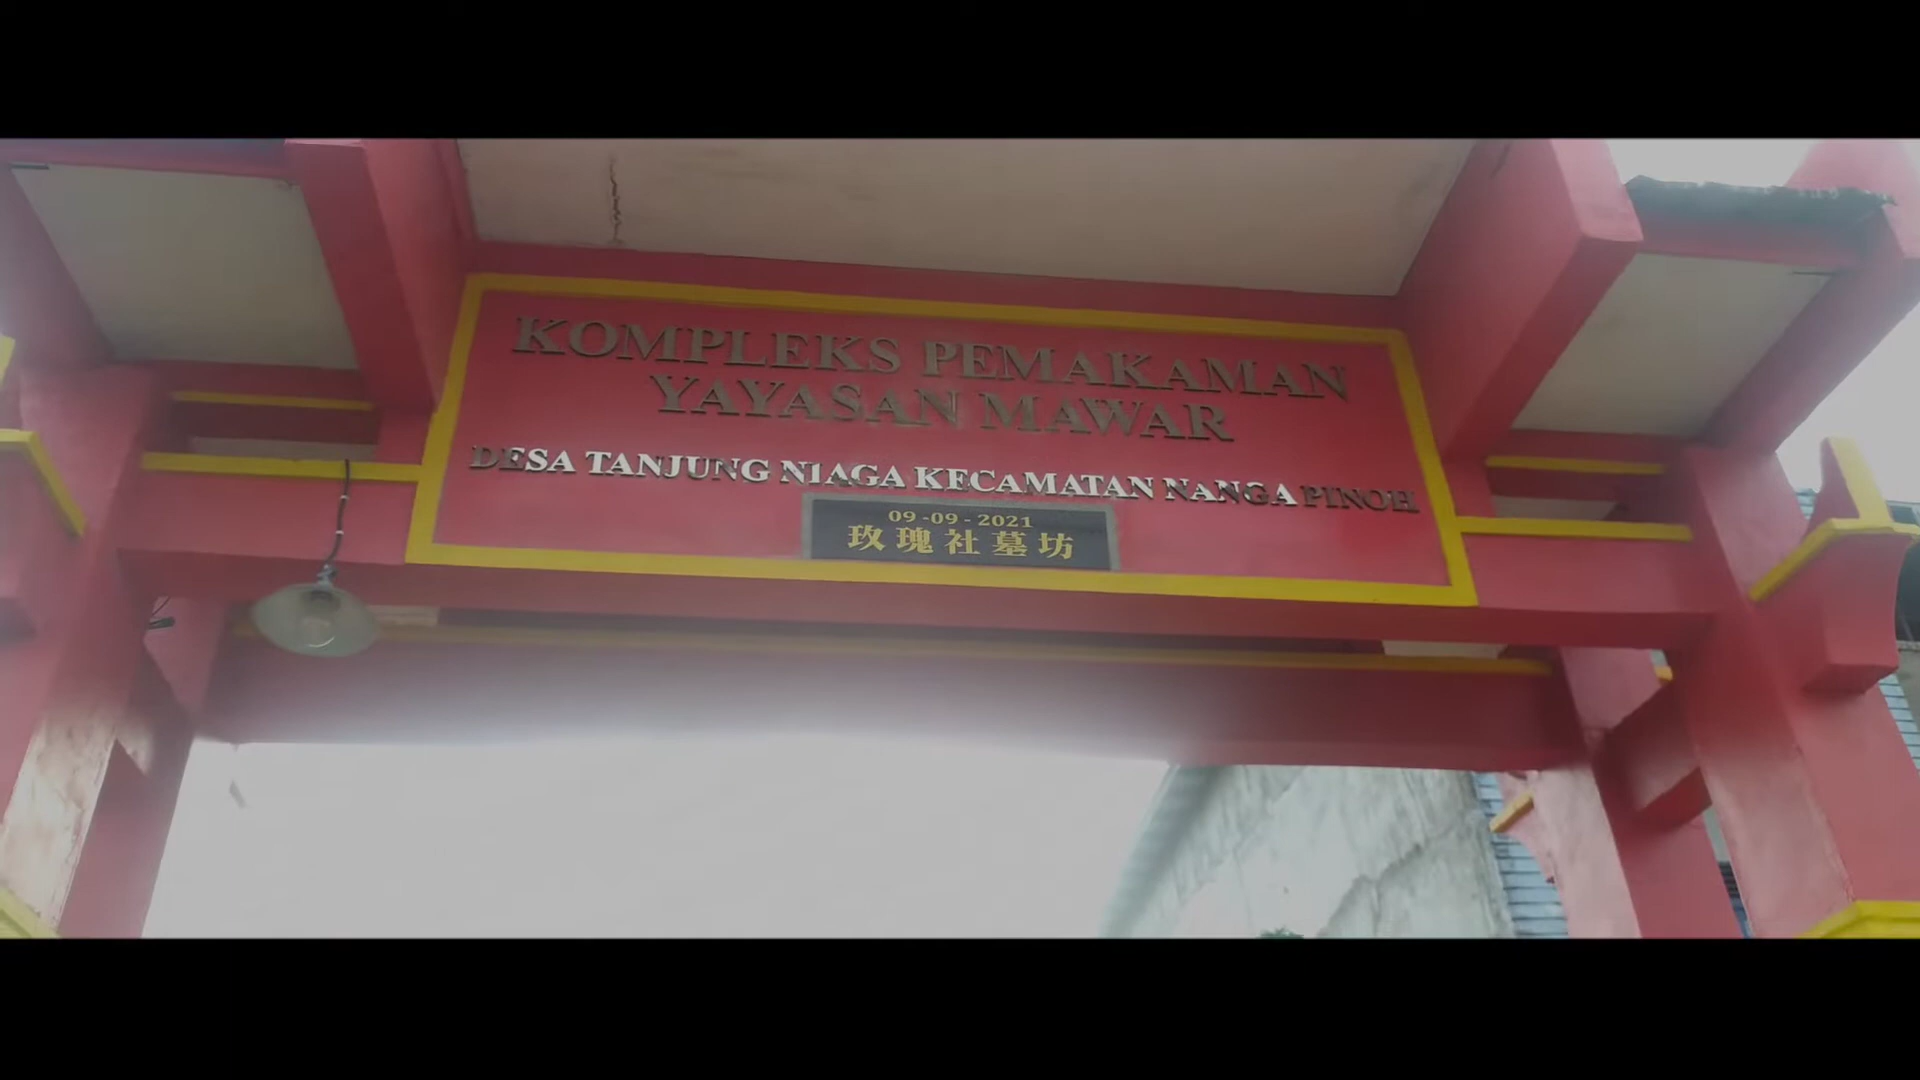 KOMPLEKS PEMAKAMAN
YAYASAN MAWAR
DESA TANJUNG NIAGA KECAMATAN NANGA PINOH
09-09-2021
玫瑰社墓坊